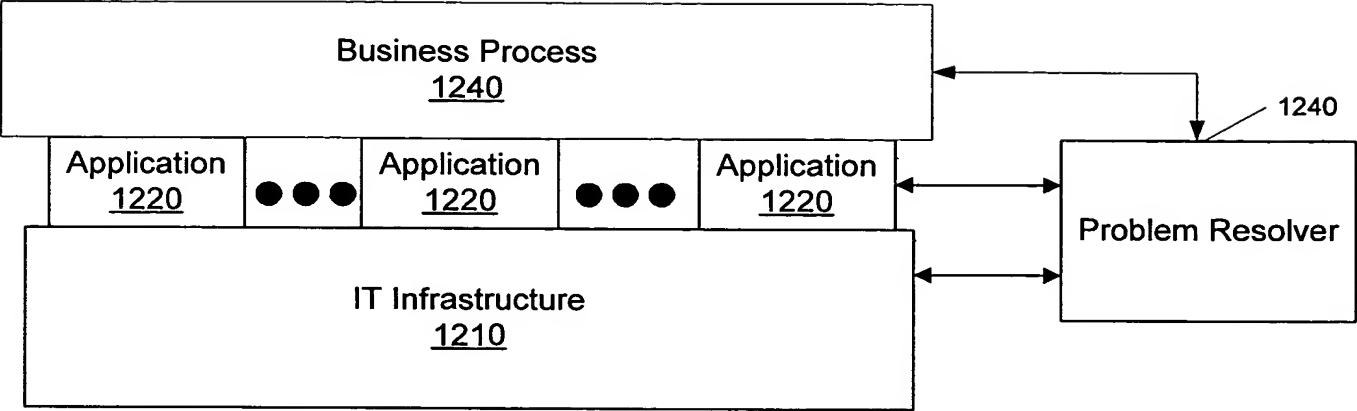 Business Process
1240
1240
Application
1220
Application
1220
Application
1220
Problem Resolver
IT Infrastructure
1210